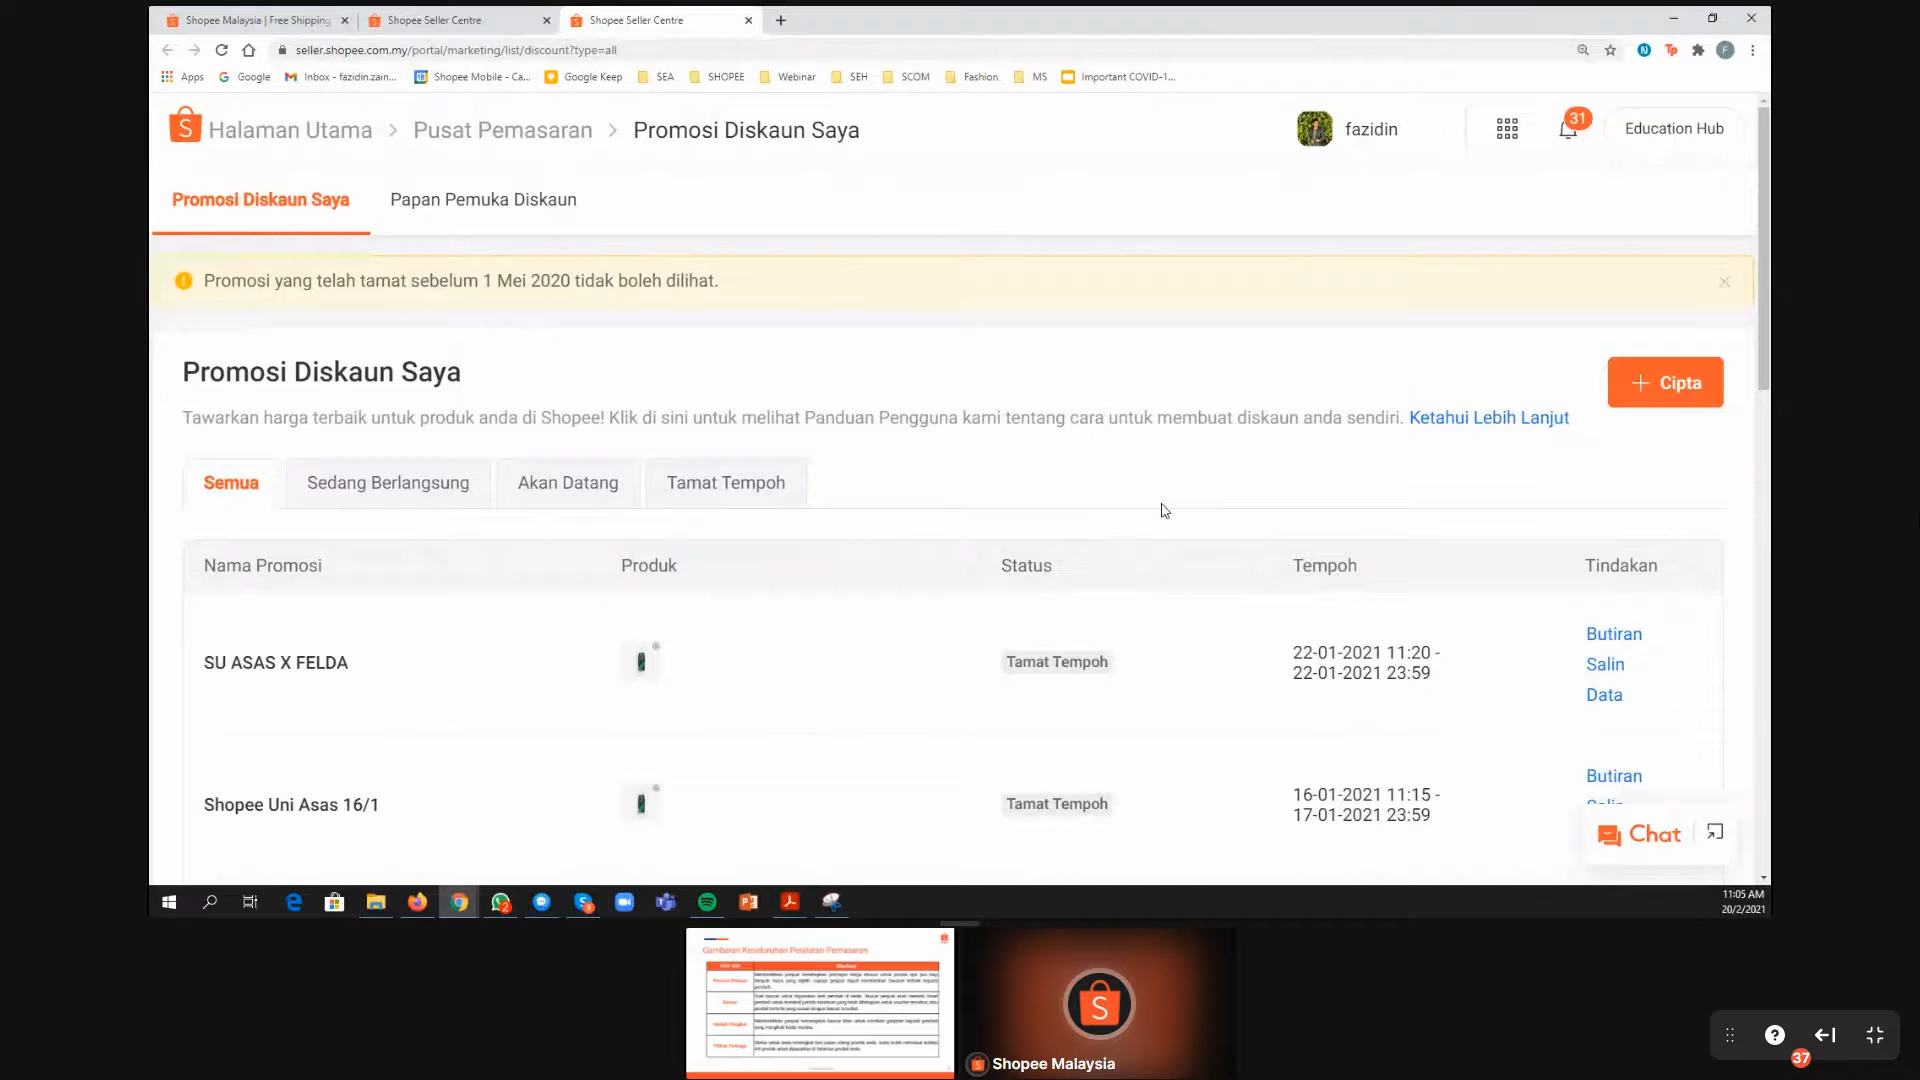 Shopee Malaysia | Free Shipping
Shopee Seller Centre
Shopee Seller Centre
seller.shopee.com.my/portal/marketing/list/discount?type=all
Apps
Google
Inbox - fazidin.zain...
Shopee Mobile - Ca...
Google Keep
SEA
SHOPEE
Webinar
SEH
SCOM
Fashion
MS
Important COVID-1...
Halaman Utama > Pusat Pemasaran > Promosi Diskaun Saya
fazidin
31
Education Hub
Promosi Diskaun Saya
Papan Pemuka Diskaun
Promosi yang telah tamat sebelum 1 Mei 2020 tidak boleh dilihat.
Promosi Diskaun Saya
+ Cipta
Tawarkan harga terbaik untuk produk anda di Shopee! Klik di sini untuk melihat Panduan Pengguna kami tentang cara untuk membuat diskaun anda sendiri. Ketahui Lebih Lanjut
Semua
Sedang Berlangsung
Akan Datang
Tamat Tempoh
Nama Promosi
Produk
Status
Tempoh
Tindakan
SU ASAS X FELDA
Tamat Tempoh
22-01-2021 11:20 -
22-01-2021 23:59
Butiran
Salin
Data
Shopee Uni Asas 16/1
Tamat Tempoh
16-01-2021 11:15 -
17-01-2021 23:59
Butiran
Salin
Chat
11:05 AM
20/2/2021
Gambaran Keseluruhan Peralatan Pemasaran
Shopee Malaysia
37